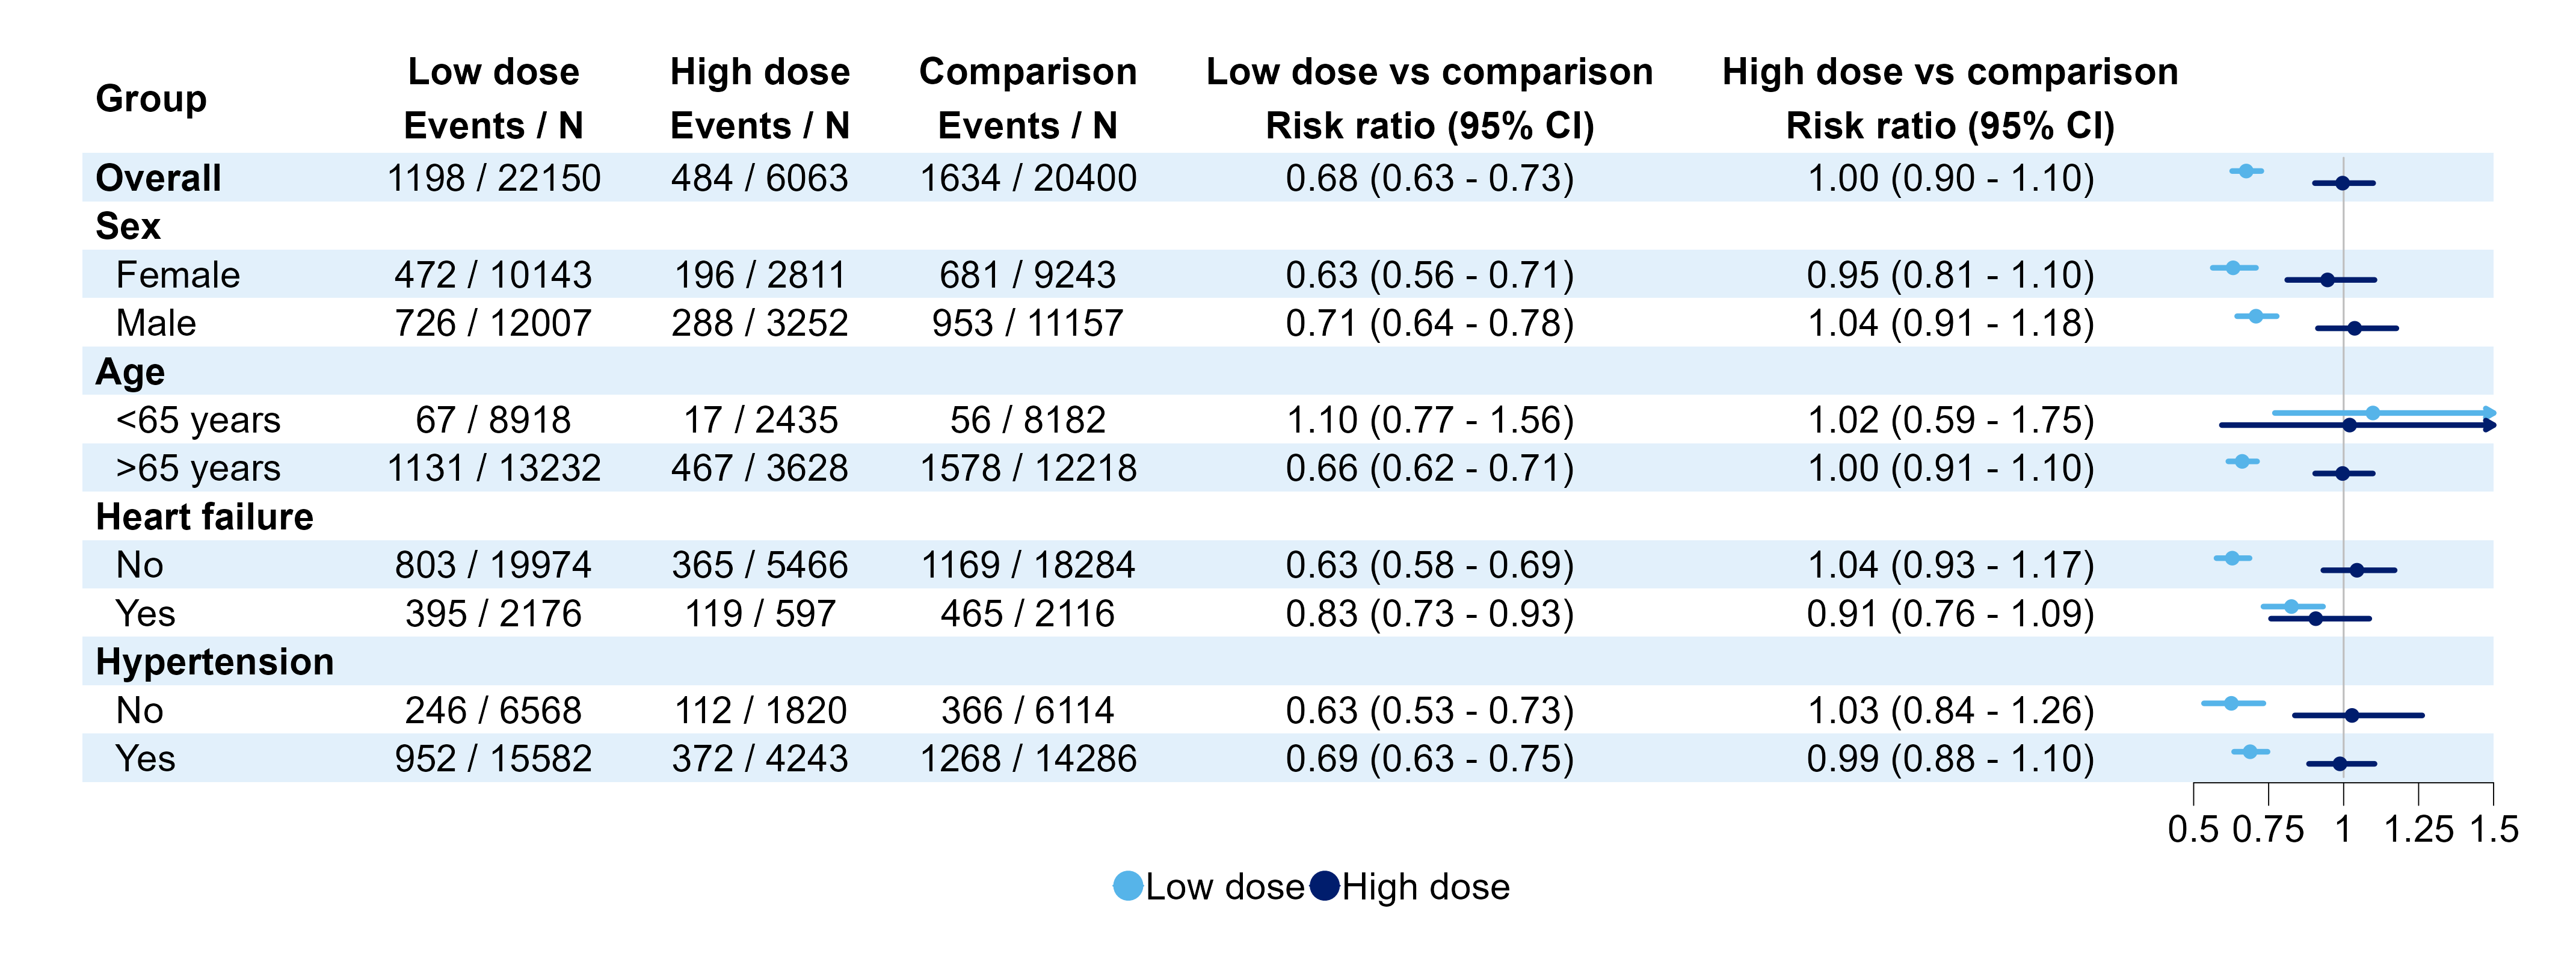 Group Low dose High dose Comparison Low dose vs comparison High dose vs comparison
Events / N Events / N Events / N Risk ratio (95% CI) Risk ratio (95% CI)
Overall 1198 / 22150 484 / 6063 1634 / 20400 0.68 (0.63 - 0.73) 1.00 (0.90 - 1.10)
Sex
Female 472 / 10143 196 / 2811 681 / 9243 0.63 (0.56 - 0.71) 0.95 (0.81 - 1.10)
Male 726 / 12007 288 / 3252 953 / 11157 0.71 (0.64 - 0.78) 1.04 (0.91 - 1.18)
Age
<65 years 67 / 8918 17 / 2435 56 / 8182 1.10 (0.77 - 1.56) 1.02 (0.59 - 1.75)
>65 years 1131 / 13232 467 / 3628 1578 / 12218 0.66 (0.62 - 0.71) 1.00 (0.91 - 1.10)
Heart failure
No 803 / 19974 365 / 5466 1169 / 18284 0.63 (0.58 - 0.69) 1.04 (0.93 - 1.17)
Yes 395 / 2176 119 / 597 465 / 2116 0.83 (0.73 - 0.93) 0.91 (0.76 - 1.09)
Hypertension
No 246 / 6568 112 / 1820 366 / 6114 0.63 (0.53 - 0.73) 1.03 (0.84 - 1.26)
Yes 952 / 15582 372 / 4243 1268 / 14286 0.69 (0.63 - 0.75) 0.99 (0.88 - 1.10)
0.5 0.75 1 1.25 1.5
Low dose High dose